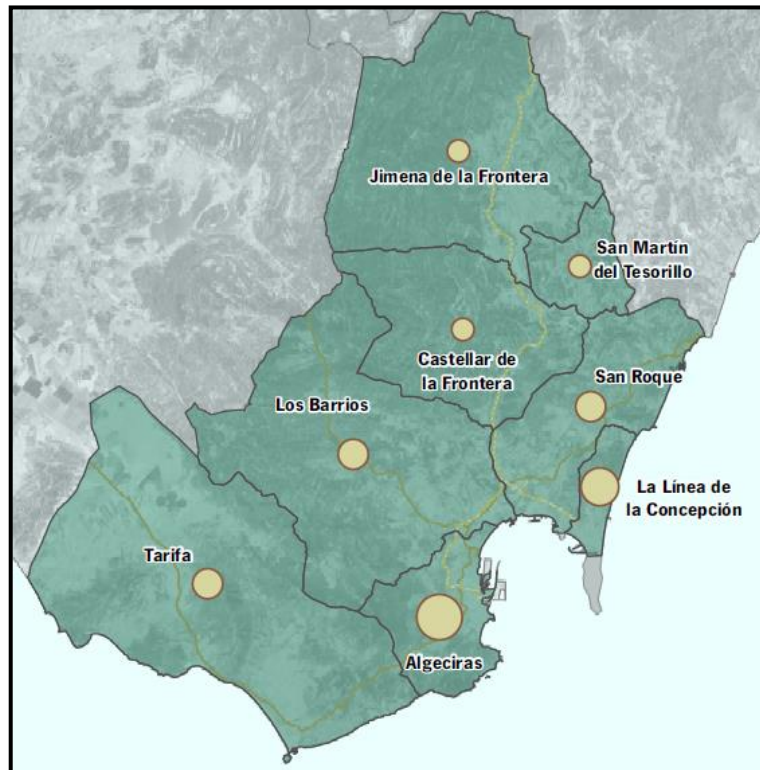 Jimena de la Frontera
San Martín
del Tesorillo
Castellar de
la Frontera
San Roque
Los Barrios
La Línea de
la Concepción
Tarifa
Algeciras